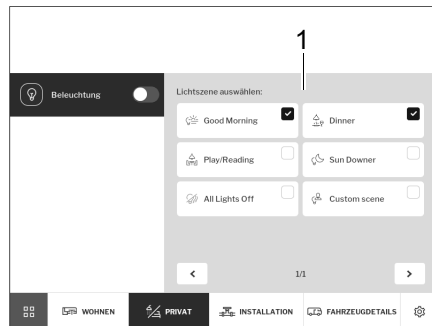 1
Beleuchtung
Lichtszene auswählen:
Good Morning
Dinner
Play/Reading
Sun Downer
All Lights Off
Custom scene
1/1
WOHNEN
PRIVAT
INSTALLATION
FAHRZEUGDETAILS